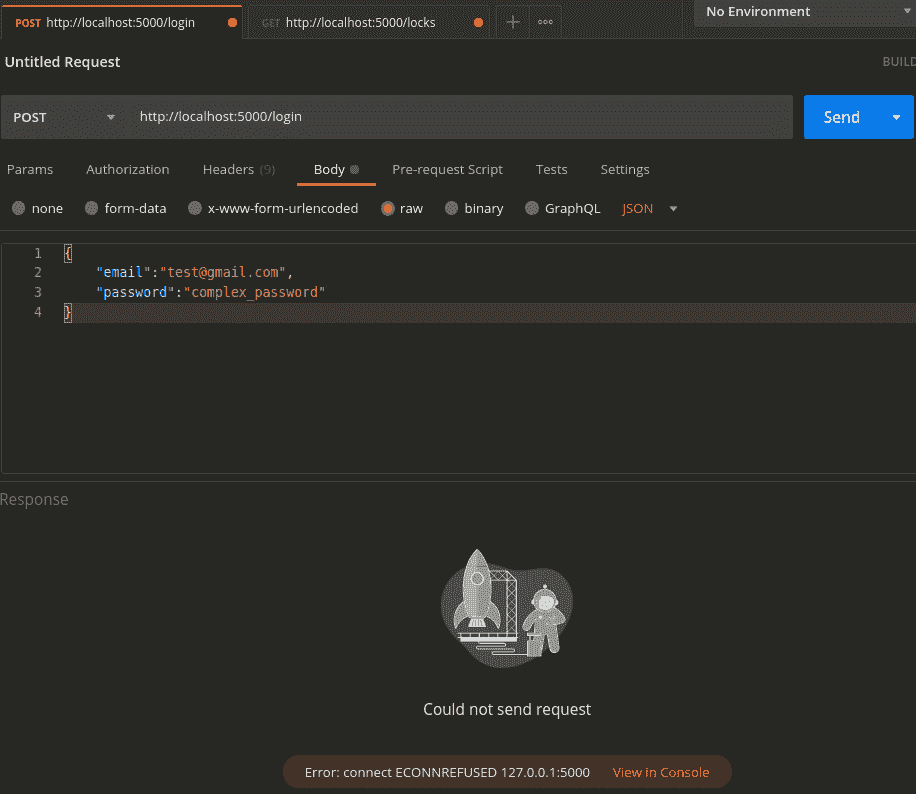 POST http://localhost:5000/login GET http://localhost:5000/locks No Environment
Untitled Request BUILD
POST http://localhost:5000/login Send
Params Authorization Headers (9) Body Pre-request Script Tests Settings
none form-data x-www-form-urlencoded raw binary GraphQL JSON
1 {
2 "email":"test@gmail.com",
3 "password":"complex_password"
4 }
Response
Could not send request
Error: connect ECONNREFUSED 127.0.0.1:5000 View in Console